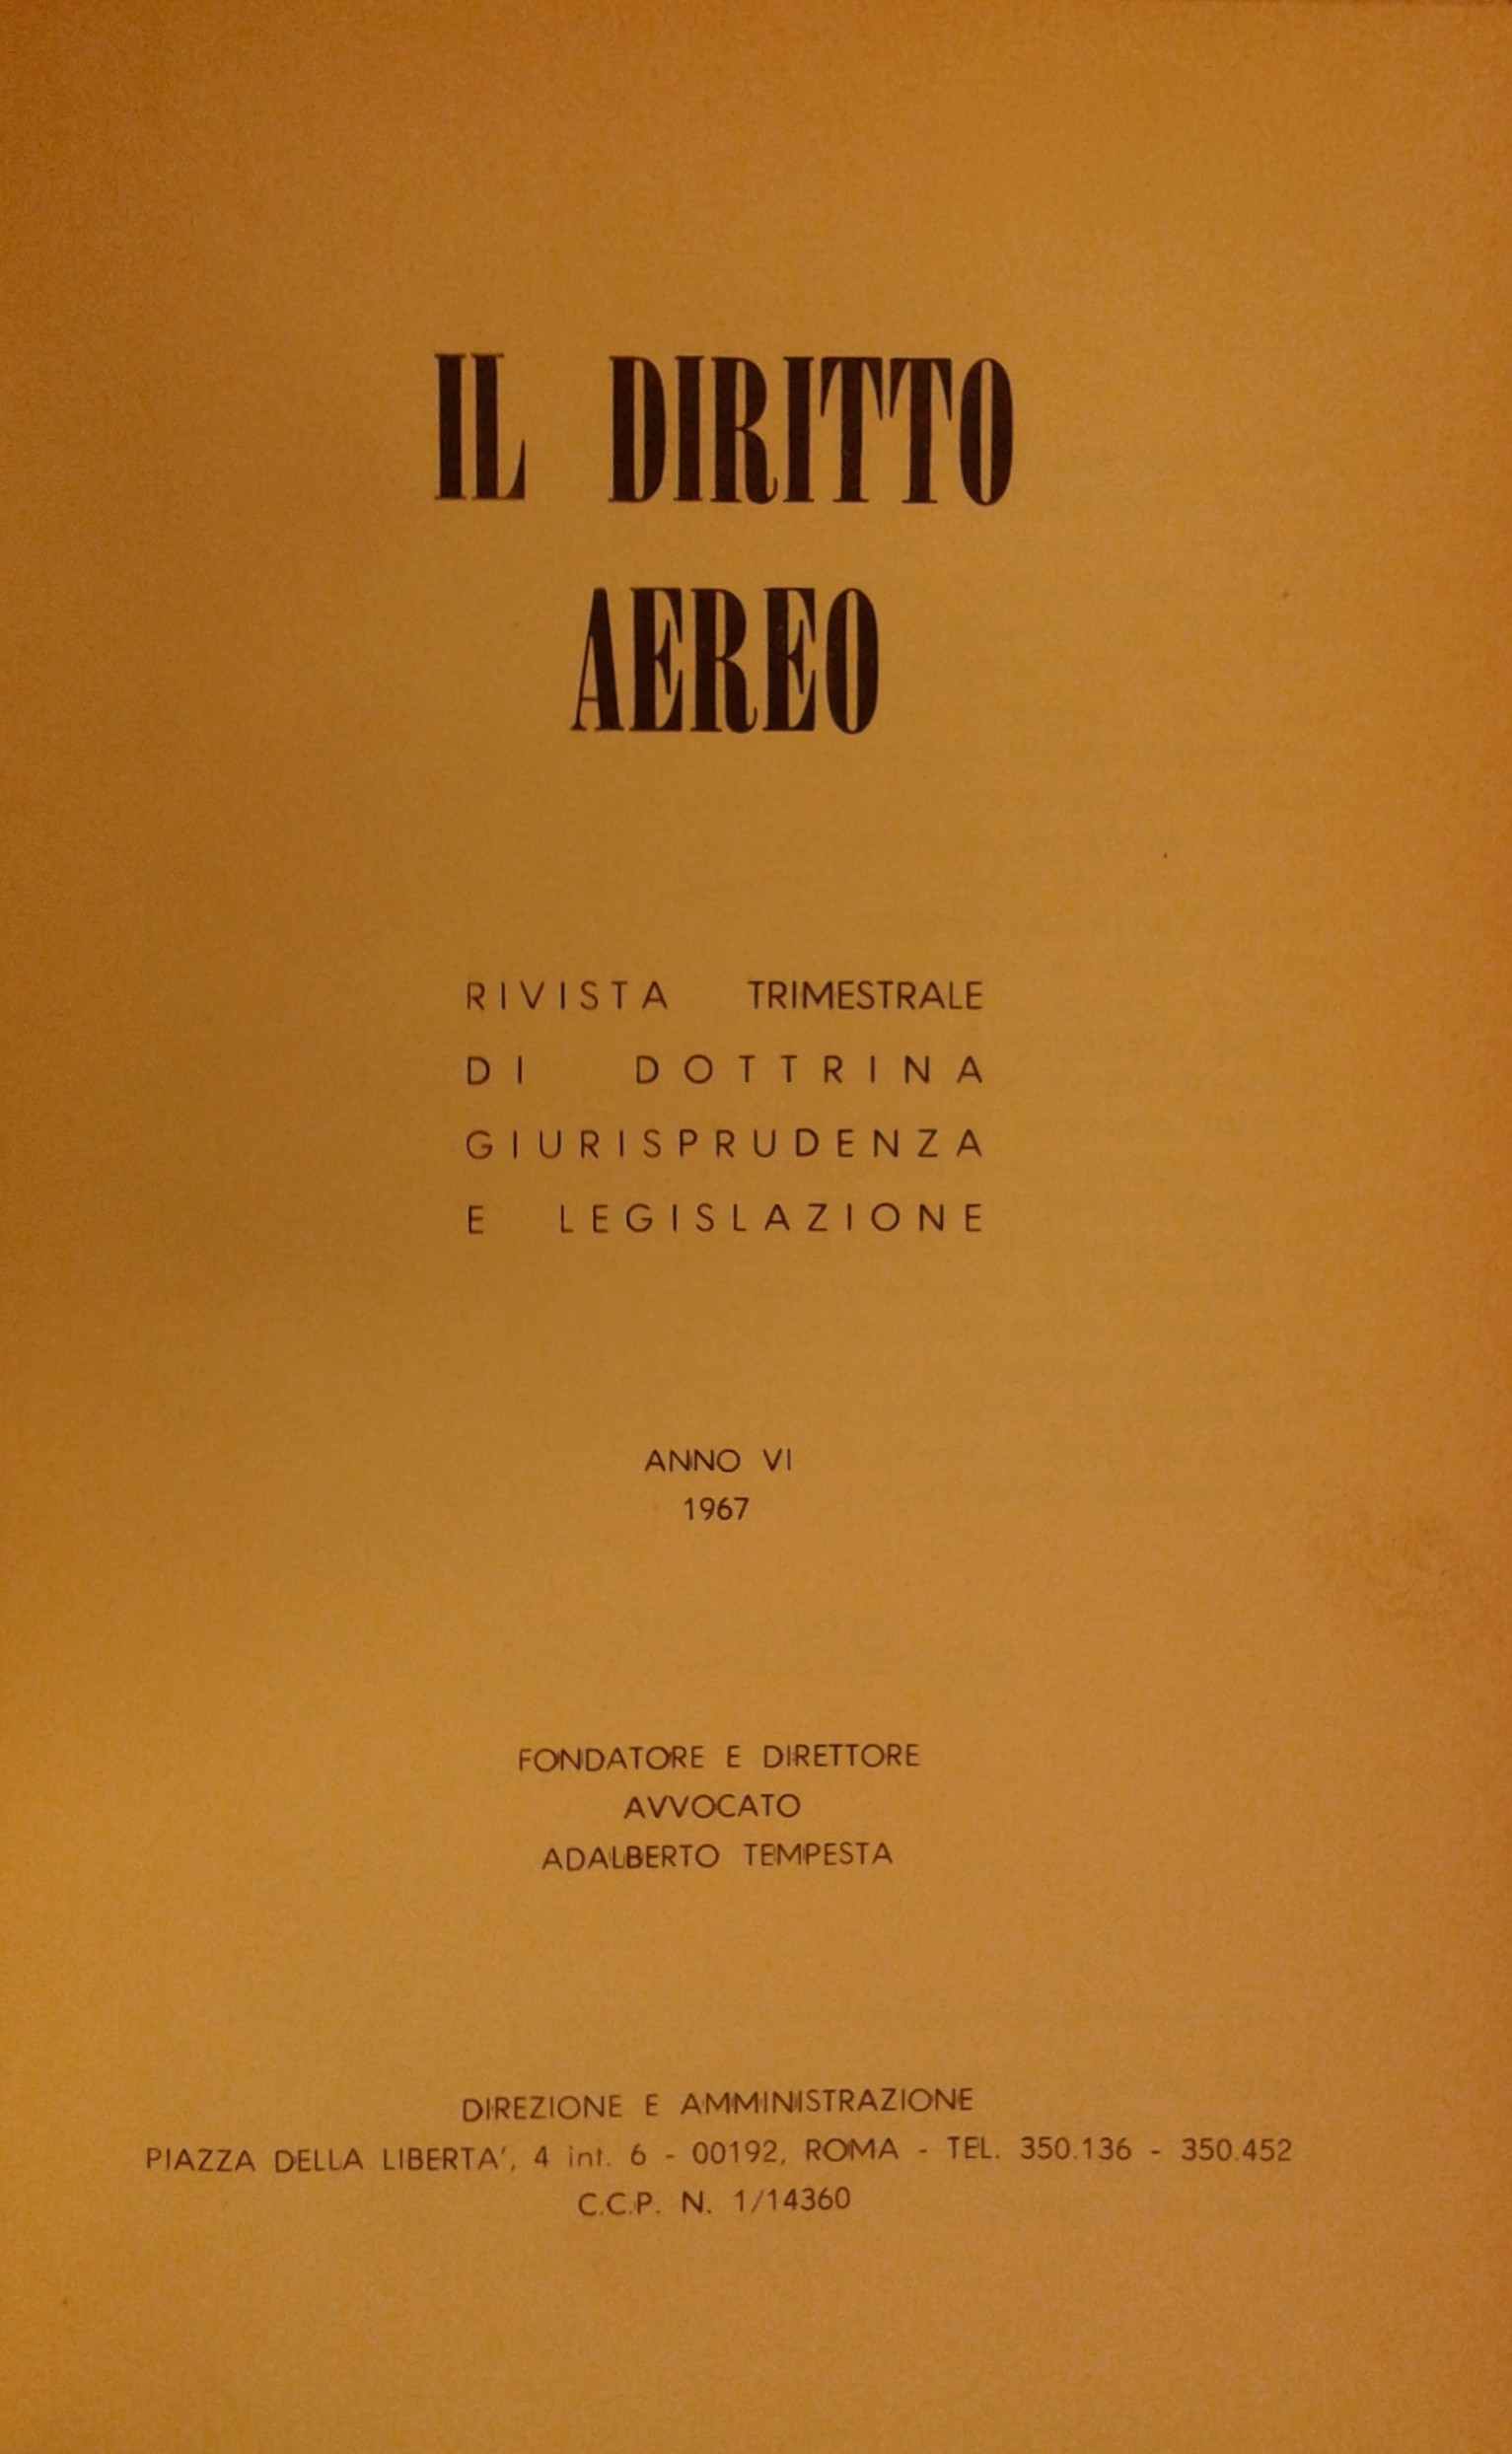 IL DIRITTO
AEREO
RIVISTA TRIMESTRALE
DI DOTTRINA
GIURISPRUDENZA
E LEGISLAZIONE
ANNO VI
1967
FONDATORE E DIRETTORE
AVVOCATO
ADALBERTO TEMPESTA
DIREZIONE E AMMINISTRAZIONE
PIAZZA DELLA LIBERTA', 4 int. 6 - 00192, ROMA - TEL. 350.136 - 350.452
C.C.P. N. 1/14360